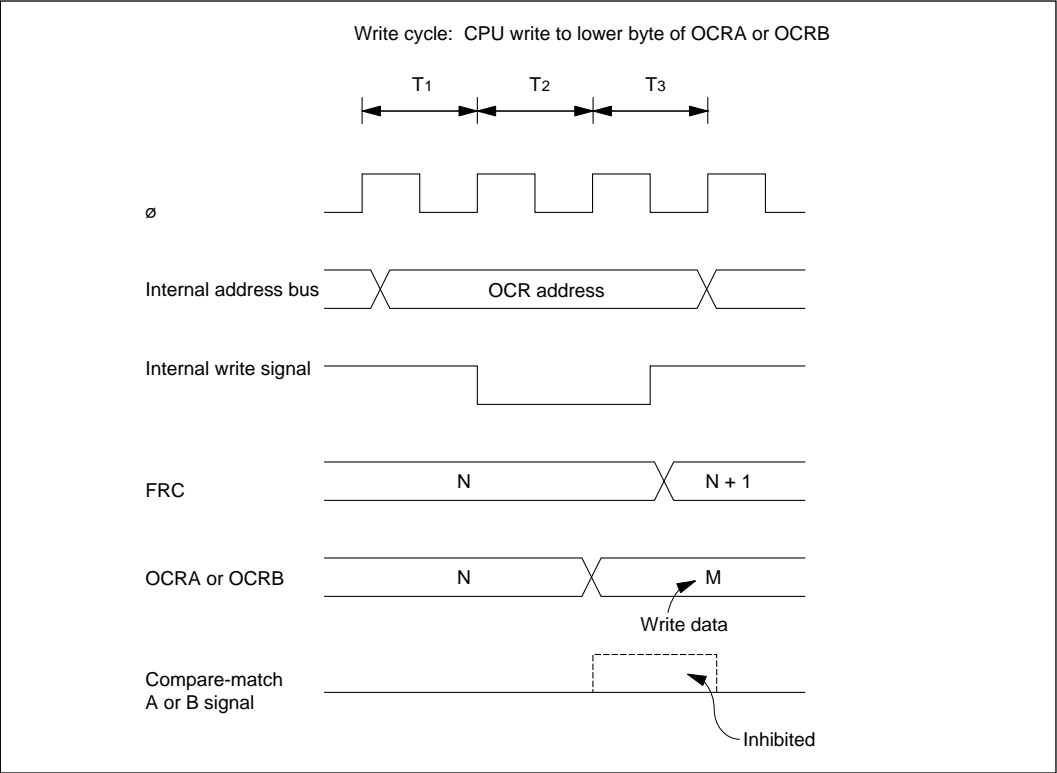 Write cycle: CPU write to lower byte of OCRA or OCRB
T1 T2 T3
ø
Internal address bus
OCR address
Internal write signal
FRC
N
N + 1
OCRA or OCRB
N
M
Write data
Compare-match
A or B signal
Inhibited